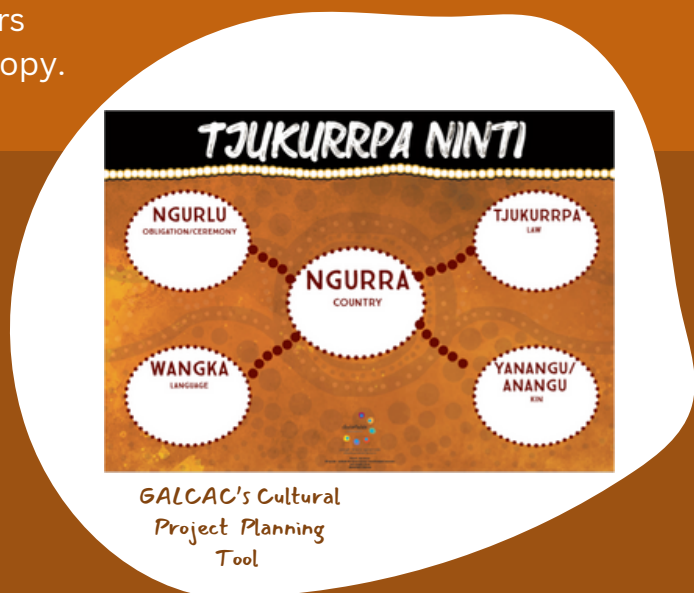 rs
opy.
TJUKURRPA NINTI
NGURLU
OBLIGATION/CEREMONY
TJUKURRPA
LAW
NGURRA
COUNTRY
WANGKA
LANGUAGE
YANANGU/
ANANGU
KIN
GALCAC's Cultural
Project Planning
Tool